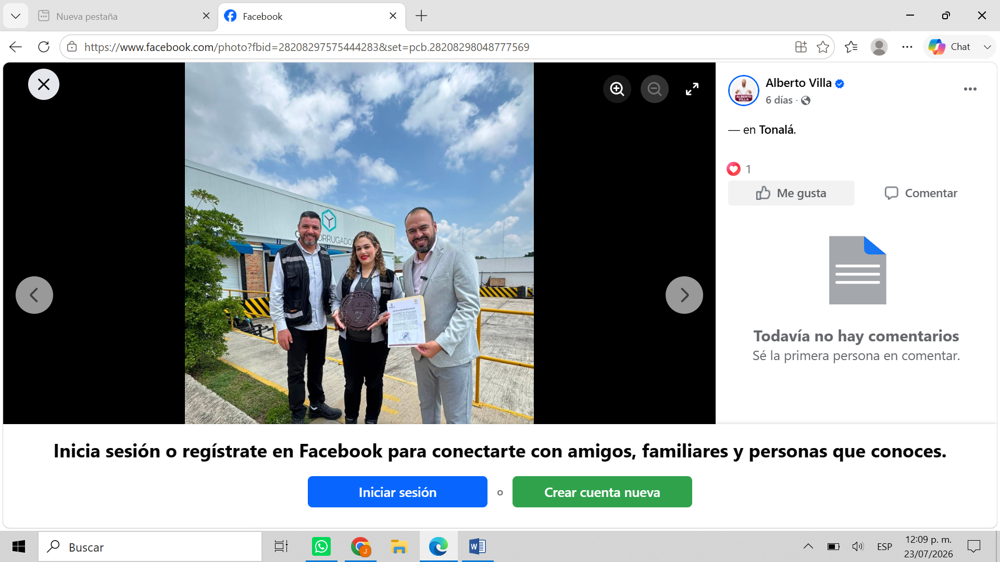 Nueva pestaña
Facebook
https://www.facebook.com/photo?fbid=28208297575444283&set=pcb.28208298048777569
Chat
Alberto Villa
6 días
— en Tonalá.
1
Me gusta
Comentar
ORRUGADOS
2
Todavía no hay comentarios
Sé la primera persona en comentar.
Inicia sesión o regístrate en Facebook para conectarte con amigos, familiares y personas que conoces.
Iniciar sesión
o
Crear cuenta nueva
Buscar
ESP
12:09 p. m.
23/07/2026